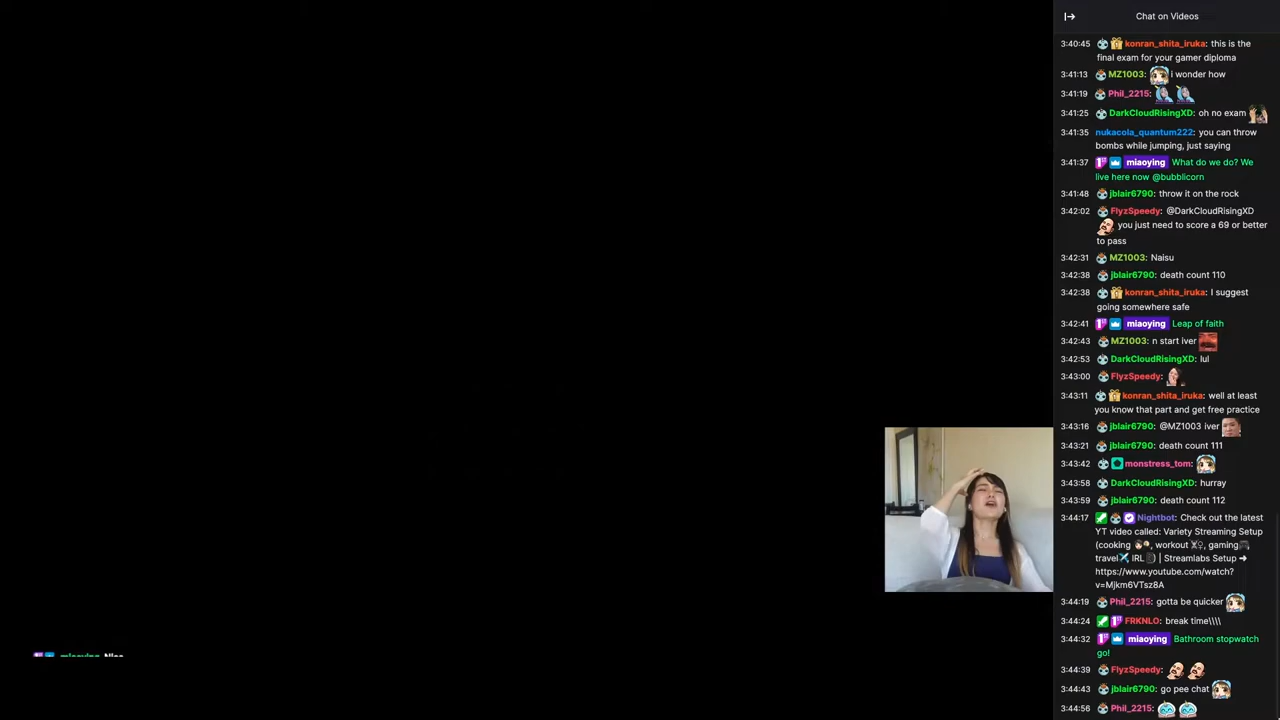 Chat on Videos
3:40:45 konran_shita_iruka: this is the
final exam for your gamer diploma
3:41:13 MZ1003: i wonder how
3:41:19 Phil_2215:
3:41:25 DarkCloudRisingXD: oh no exam
3:41:35 nukacola_quantum222: you can throw
bombs while jumping, just saying
3:41:37 miaoying What do we do? We
live here now @bubblicorn
3:41:48 jblair6790: throw it on the rock
3:42:02 FlyzSpeedy: @DarkCloudRisingXD
you just need to score a 69 or better
to pass
3:42:31 MZ1003: Naisu
3:42:38 jblair6790: death count 110
3:42:38 konran_shita_iruka: I suggest
going somewhere safe
3:42:41 miaoying Leap of faith
3:42:43 MZ1003: n start iver
3:42:53 DarkCloudRisingXD: lul
3:43:00 FlyzSpeedy:
3:43:11 konran_shita_iruka: well at least
you know that part and get free practice
3:43:16 jblair6790: @MZ1003 iver
3:43:21 jblair6790: death count 111
3:43:42 monstress_tom:
3:43:58 DarkCloudRisingXD: hurray
3:43:59 jblair6790: death count 112
3:44:17 Nightbot: Check out the latest
YT video called: Variety Streaming Setup
(cooking, workout, gaming,
travel IRL) | Streamlabs Setup ➜
https://www.youtube.com/watch?
v=Mjkm6VTsz8A
3:44:19 Phil_2215: gotta be quicker
3:44:24 FRKNLO: break time\\\\
3:44:32 miaoying Bathroom stopwatch
go!
3:44:39 FlyzSpeedy:
3:44:43 jblair6790: go pee chat
3:44:56 Phil_2215: